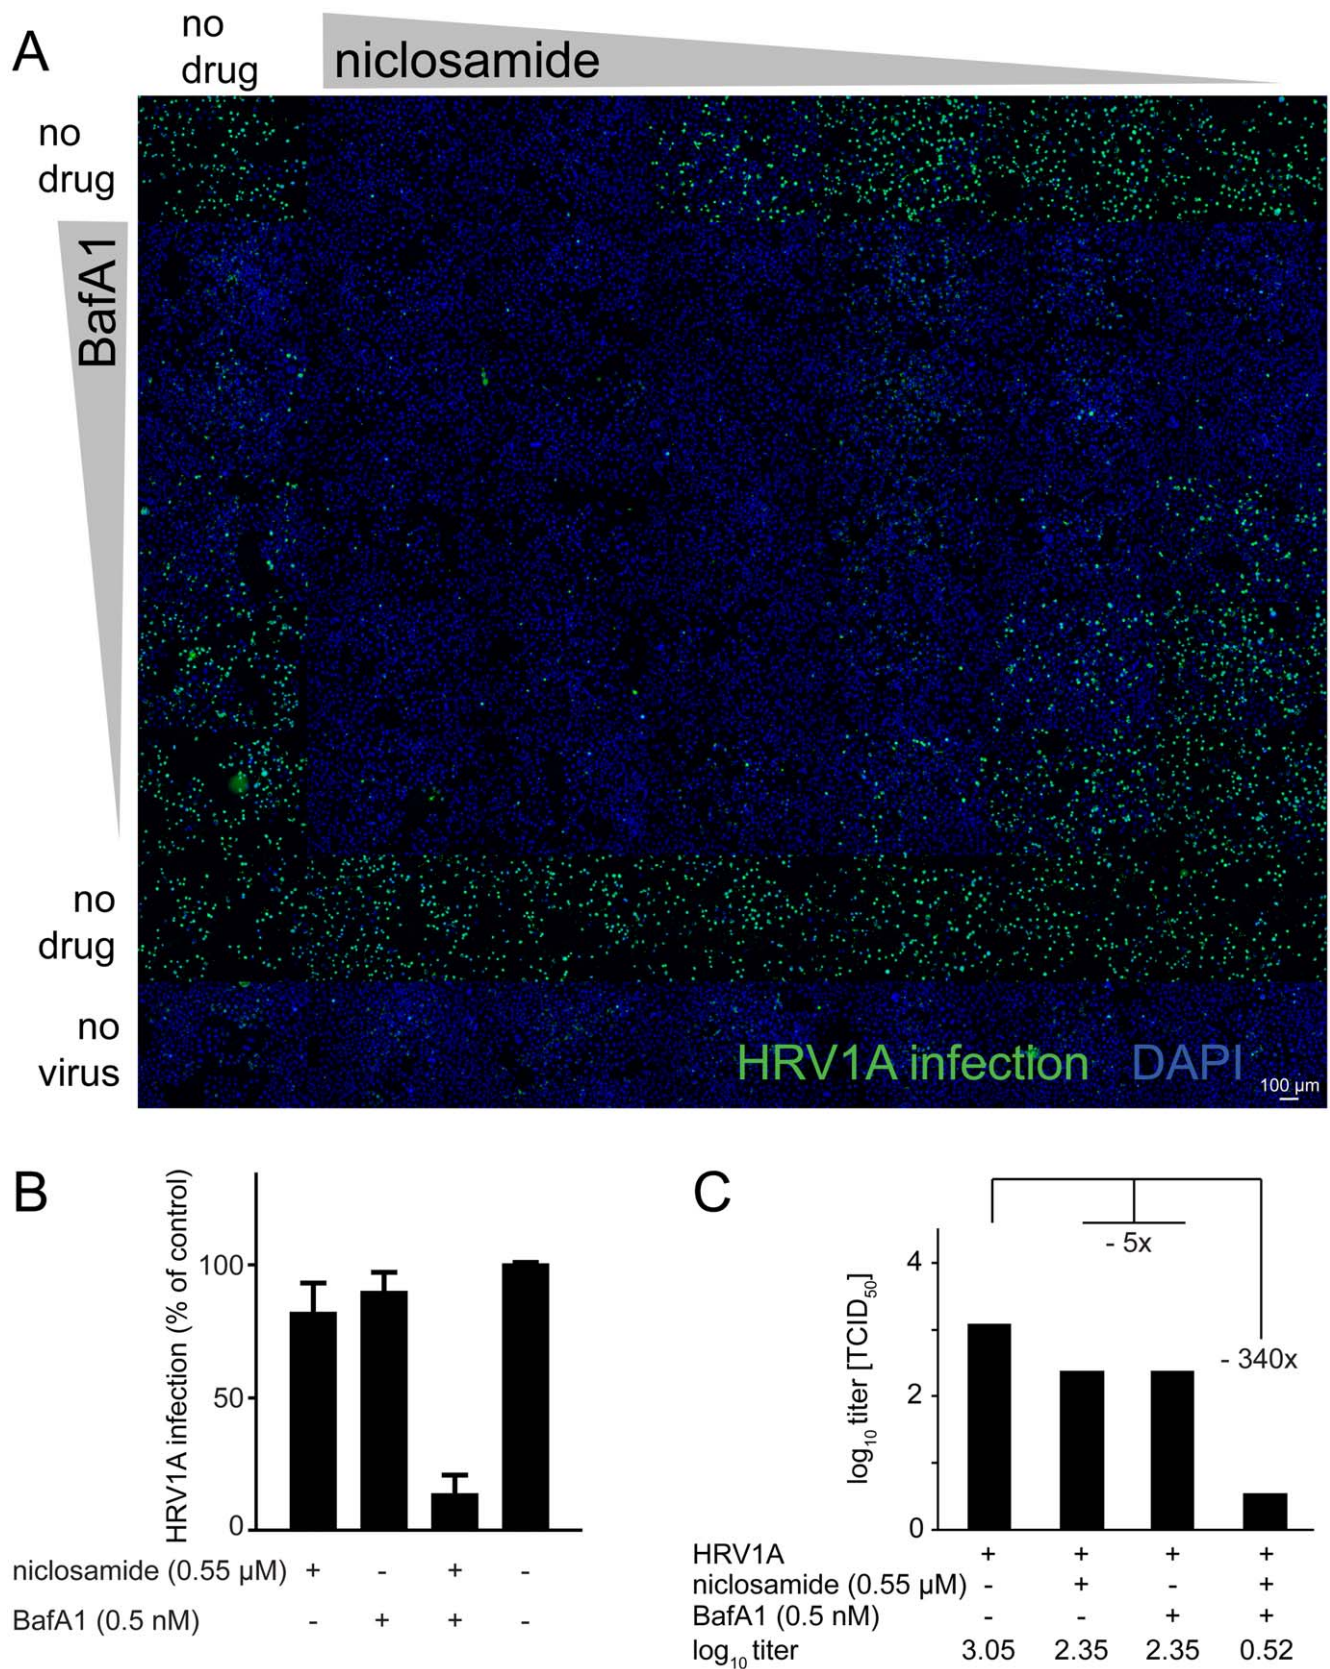 A
no
drug
niclosamide
no
drug
BafA1
no
drug
no
virus
HRV1A infection DAPI
100 µm
B
HRV1A infection (% of control)
100
50
0
niclosamide (0.55 µM) + - + -
BafA1 (0.5 nM) - + + -
C
- 5x
- 340x
log10 titer [TCID50]
4
2
0
HRV1A + + + +
niclosamide (0.55 µM) - + - +
BafA1 (0.5 nM) - - + +
log10 titer 3.05 2.35 2.35 0.52